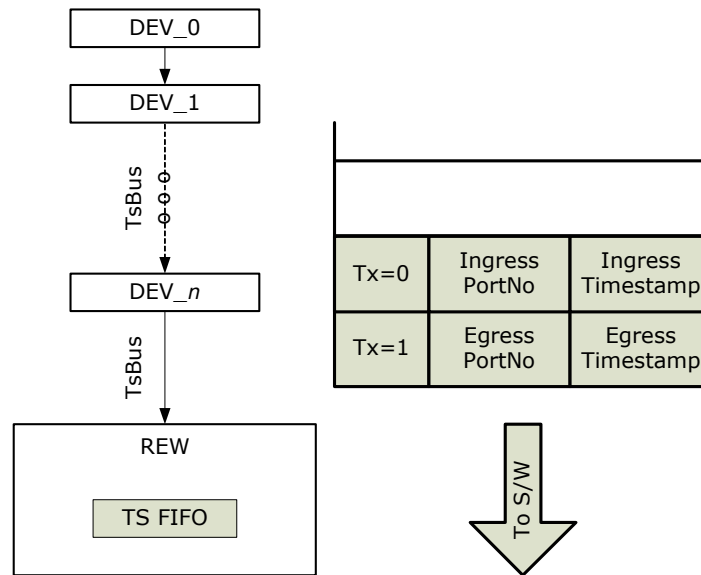 DEV_0
DEV_1
TsBus
DEV_n
TsBus
REW
TS FIFO
Tx=0
Ingress
PortNo
Ingress
Timestamp
Tx=1
Egress
PortNo
Egress
Timestamp
To S/W